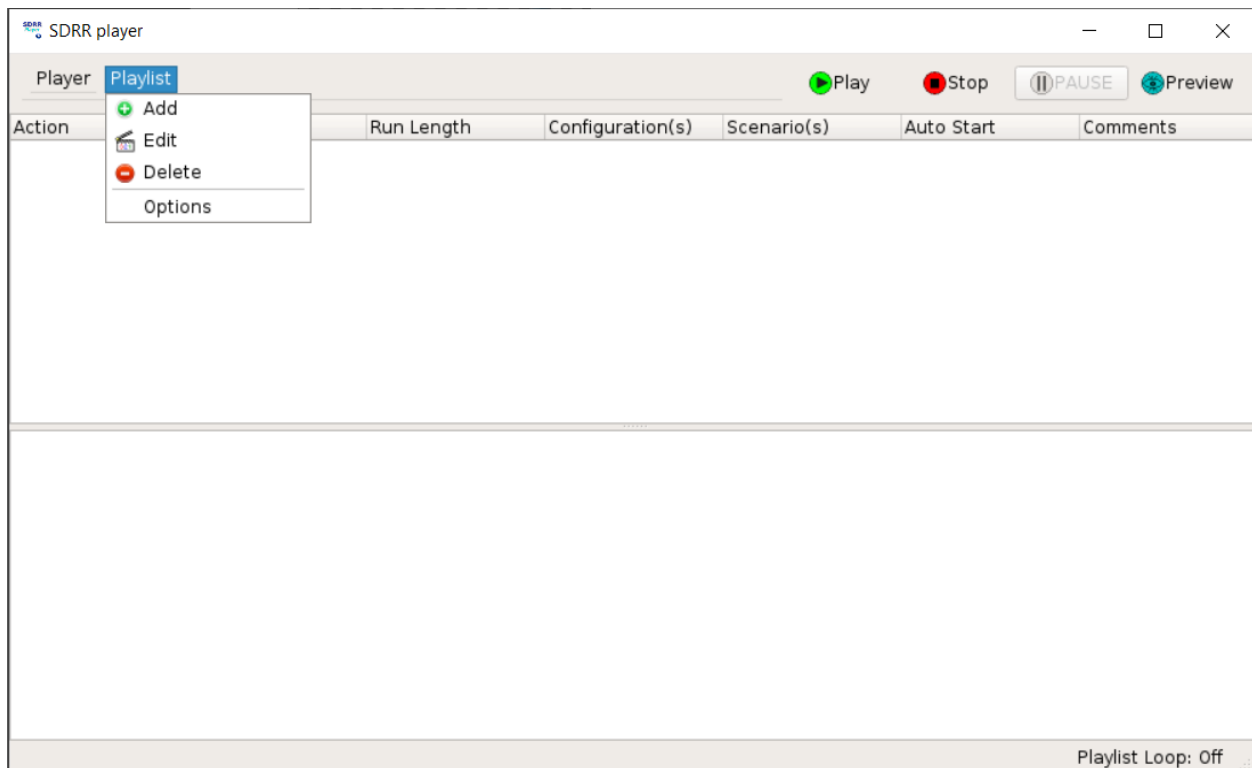 SDRR player
Player Playlist Play Stop PAUSE Preview
Add
Action Run Length Configuration(s) Scenario(s) Auto Start Comments
Edit
Delete
Options
Playlist Loop: Off